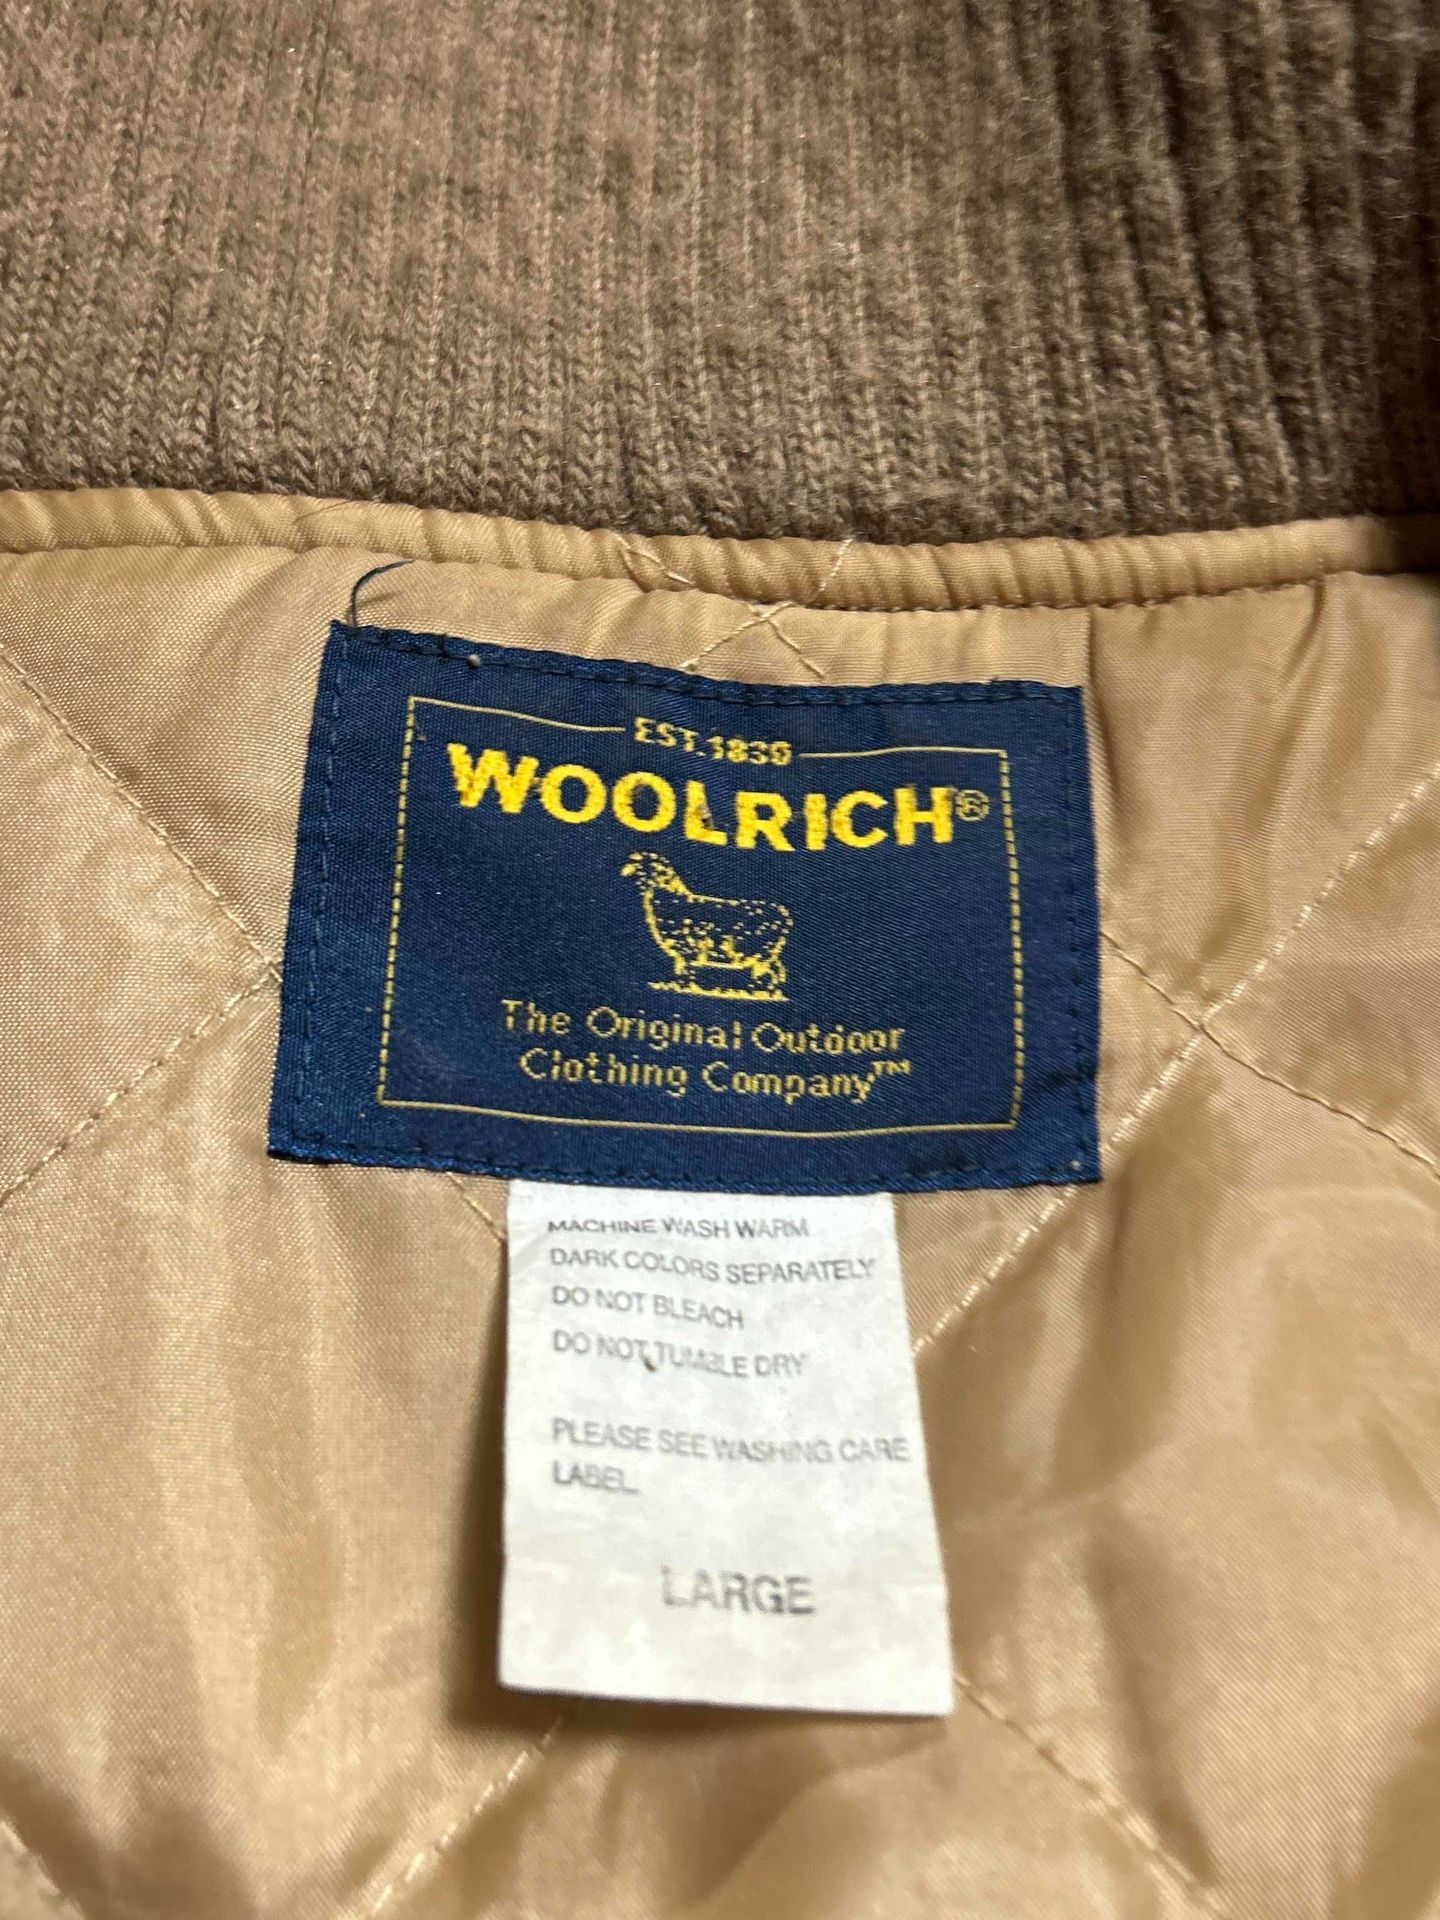 EST. 1830
WOOLRICH®
The Original Outdoor
Clothing Company™
MACHINE WASH WARM
DARK COLORS SEPARATELY
DO NOT BLEACH
DO NOT TUMBLE DRY
PLEASE SEE WASHING CARE
LABEL.
LARGE